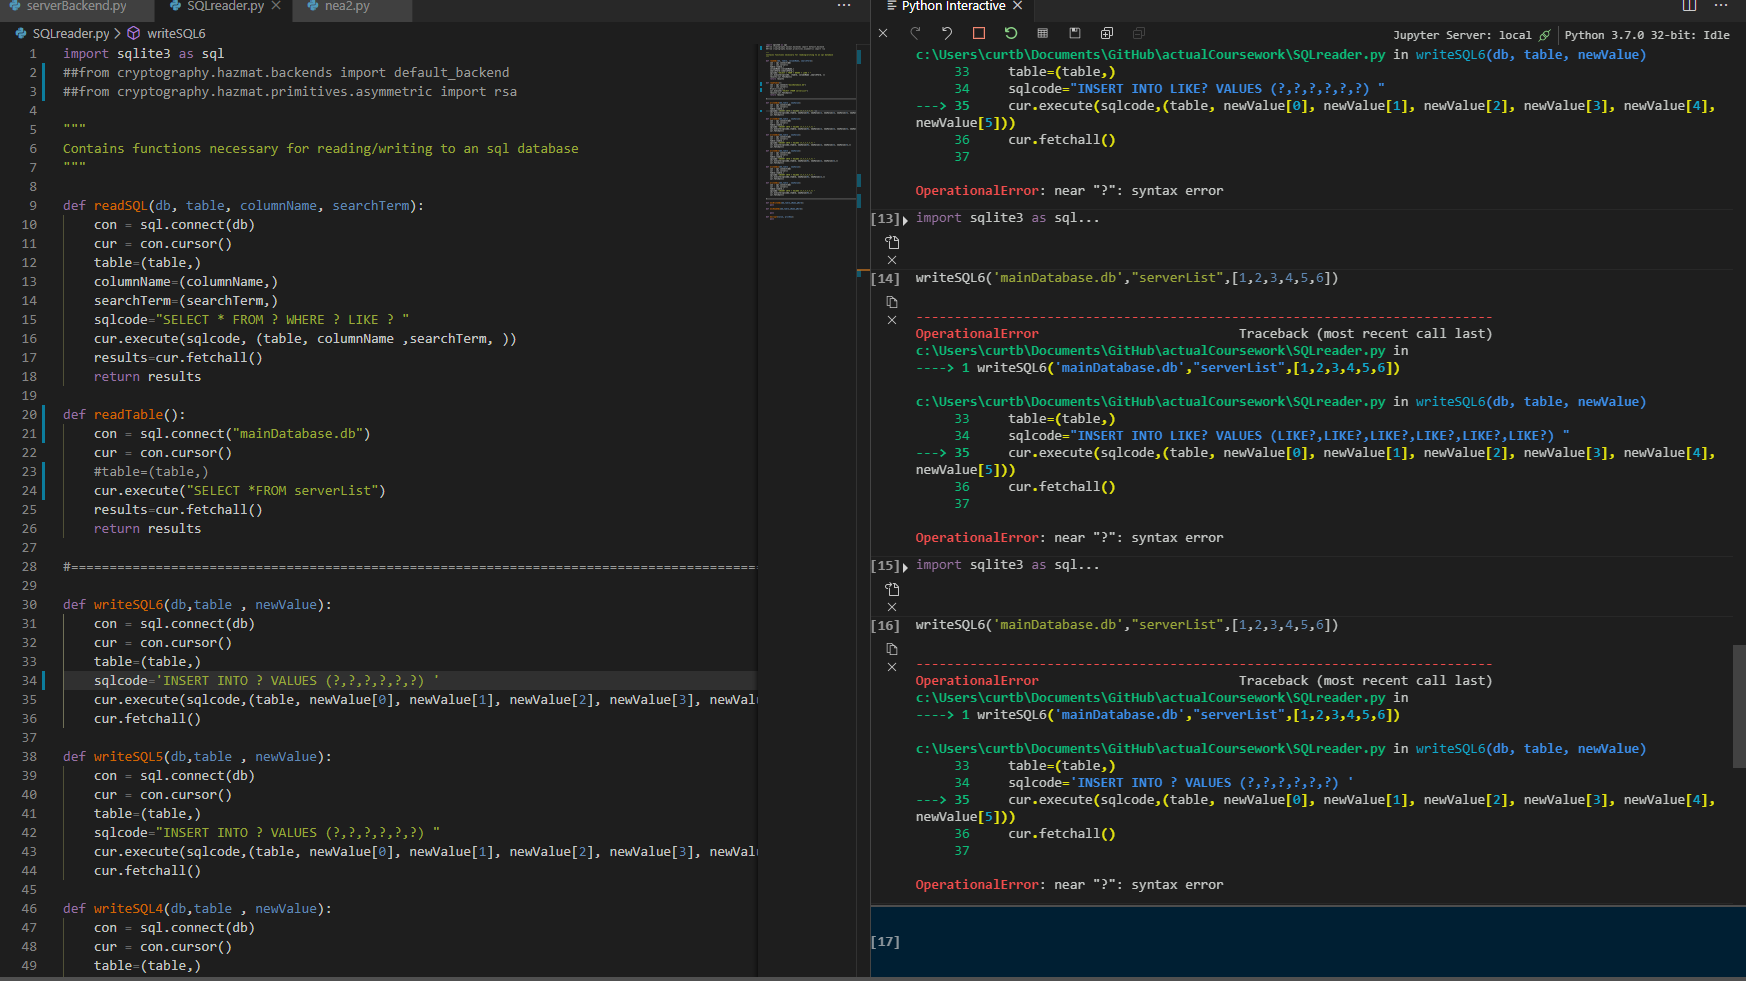 serverBackend.py
SQLreader.py
nea2.py
SQLreader.py > writeSQL6
1 import sqlite3 as sql
2 ##from cryptography.hazmat.backends import default_backend
3 ##from cryptography.hazmat.primitives.asymmetric import rsa
4
5 """
6 Contains functions necessary for reading/writing to an sql database
7 """
8
9 def readSQL(db, table, columnName, searchTerm):
10 con = sql.connect(db)
11 cur = con.cursor()
12 table=(table,)
13 columnName=(columnName,)
14 searchTerm=(searchTerm,)
15 sqlcode="SELECT * FROM ? WHERE ? LIKE ? "
16 cur.execute(sqlcode, (table, columnName ,searchTerm, ))
17 results=cur.fetchall()
18 return results
19
20 def readTable():
21 con = sql.connect("mainDatabase.db")
22 cur = con.cursor()
23 #table=(table,)
24 cur.execute("SELECT *FROM serverList")
25 results=cur.fetchall()
26 return results
27
28 #==========================================================================================
29
30 def writeSQL6(db,table , newValue):
31 con = sql.connect(db)
32 cur = con.cursor()
33 table=(table,)
34 sqlcode='INSERT INTO ? VALUES (?,?,?,?,?,?) '
35 cur.execute(sqlcode,(table, newValue[0], newValue[1], newValue[2], newValue[3], newVal
36 cur.fetchall()
37
38 def writeSQL5(db,table , newValue):
39 con = sql.connect(db)
40 cur = con.cursor()
41 table=(table,)
42 sqlcode="INSERT INTO ? VALUES (?,?,?,?,?,?) "
43 cur.execute(sqlcode,(table, newValue[0], newValue[1], newValue[2], newValue[3], newVal
44 cur.fetchall()
45
46 def writeSQL4(db,table , newValue):
47 con = sql.connect(db)
48 cur = con.cursor()
49 table=(table,)
Python Interactive
Jupyter Server: local
Python 3.7.0 32-bit: Idle
c:\Users\curtb\Documents\GitHub\actualCoursework\SQLreader.py in writeSQL6(db, table, newValue)
33 table=(table,)
34 sqlcode="INSERT INTO LIKE? VALUES (?,?,?,?,?,?) "
---> 35 cur.execute(sqlcode,(table, newValue[0], newValue[1], newValue[2], newValue[3], newValue[4],
newValue[5]))
36 cur.fetchall()
37
OperationalError: near "?": syntax error
[13] import sqlite3 as sql...
[14] writeSQL6('mainDatabase.db',"serverList",[1,2,3,4,5,6])
---------------------------------------------------------------------------
OperationalError Traceback (most recent call last)
c:\Users\curtb\Documents\GitHub\actualCoursework\SQLreader.py in
----> 1 writeSQL6('mainDatabase.db',"serverList",[1,2,3,4,5,6])
c:\Users\curtb\Documents\GitHub\actualCoursework\SQLreader.py in writeSQL6(db, table, newValue)
33 table=(table,)
34 sqlcode="INSERT INTO LIKE? VALUES (LIKE?,LIKE?,LIKE?,LIKE?,LIKE?,LIKE?) "
---> 35 cur.execute(sqlcode,(table, newValue[0], newValue[1], newValue[2], newValue[3], newValue[4],
newValue[5]))
36 cur.fetchall()
37
OperationalError: near "?": syntax error
[15] import sqlite3 as sql...
[16] writeSQL6('mainDatabase.db',"serverList",[1,2,3,4,5,6])
---------------------------------------------------------------------------
OperationalError Traceback (most recent call last)
c:\Users\curtb\Documents\GitHub\actualCoursework\SQLreader.py in
----> 1 writeSQL6('mainDatabase.db',"serverList",[1,2,3,4,5,6])
c:\Users\curtb\Documents\GitHub\actualCoursework\SQLreader.py in writeSQL6(db, table, newValue)
33 table=(table,)
34 sqlcode='INSERT INTO ? VALUES (?,?,?,?,?,?) '
---> 35 cur.execute(sqlcode,(table, newValue[0], newValue[1], newValue[2], newValue[3], newValue[4],
newValue[5]))
36 cur.fetchall()
37
OperationalError: near "?": syntax error
[17]